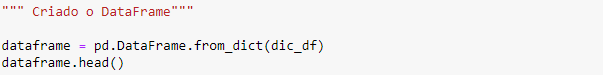 """ Criado o DataFrame"""
dataframe = pd.DataFrame.from_dict(dic_df)
dataframe.head()